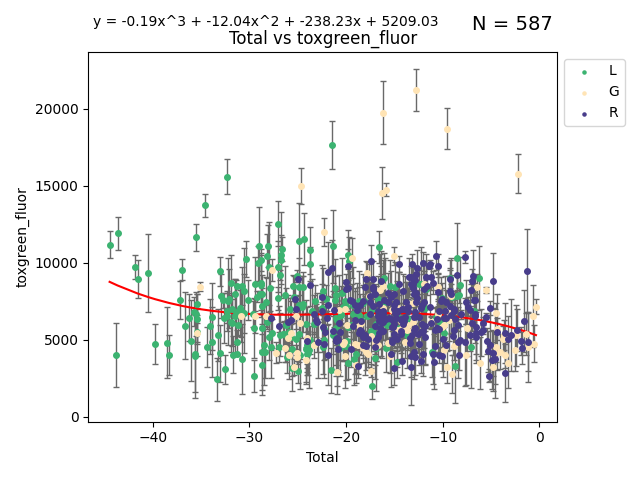 y = -0.19x^3 + -12.04x^2 + -238.23x + 5209.03
N = 587
Total vs toxgreen_fluor
L
G
R
toxgreen_fluor
20000
15000
10000
5000
0
−40
−30
−20
−10
0
Total